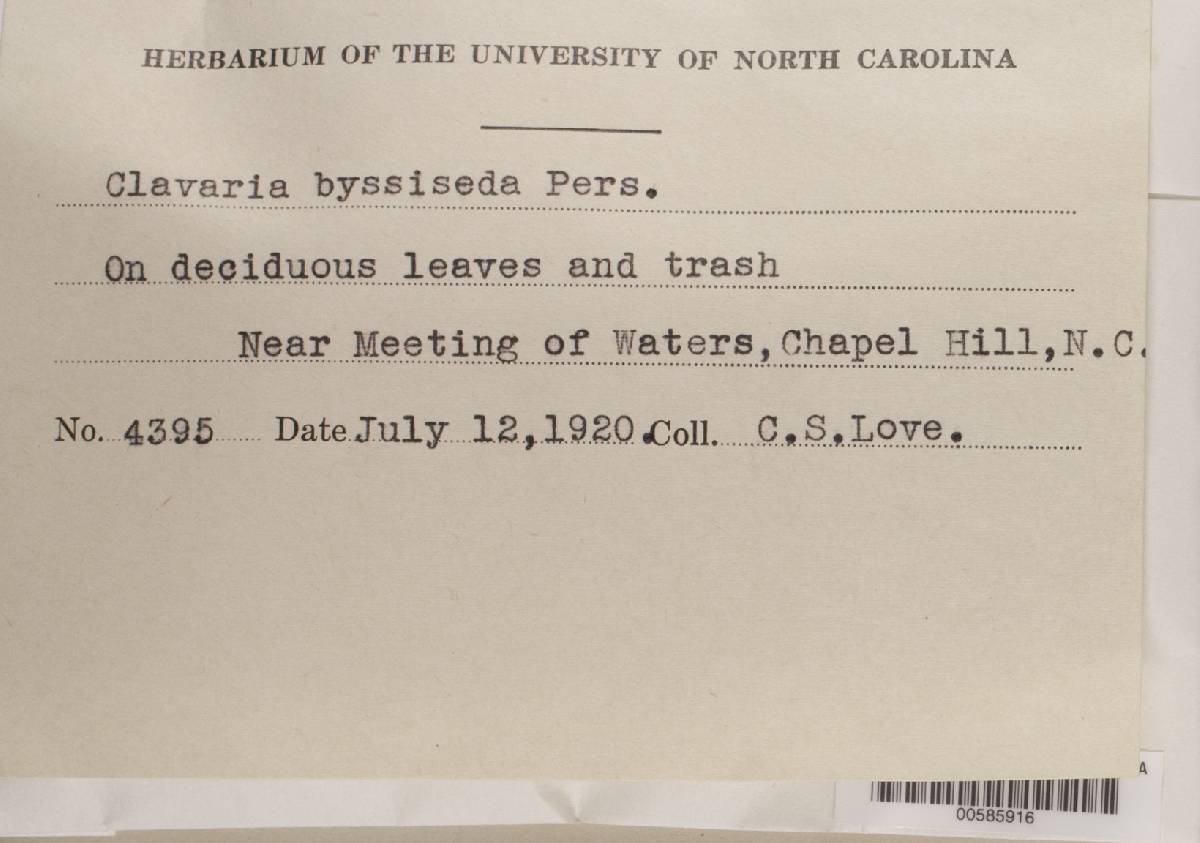 HERBARIUM OF THE UNIVERSITY OF NORTH CAROLINA
Clavaria byssiseda Pers.
On deciduous leaves and trash
Near Meeting of Waters, Chapel Hill, N.C.
No. 4395 Date July 12, 1920. Coll. C.S. Love.
A
00585916